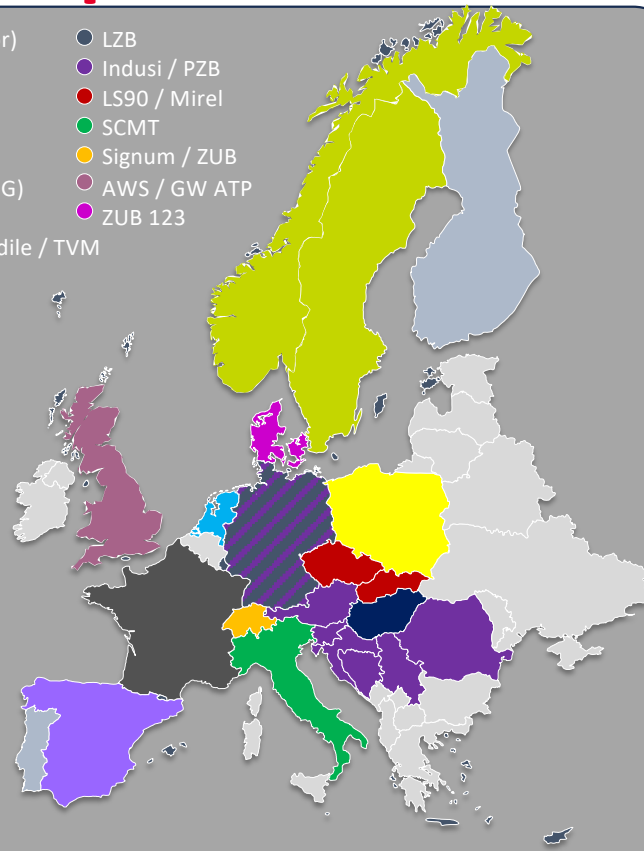 r)
LZB
Indusi / PZB
LS90 / Mirel
SCMT
Signum / ZUB
G)
AWS / GW ATP
ZUB 123
dile / TVM